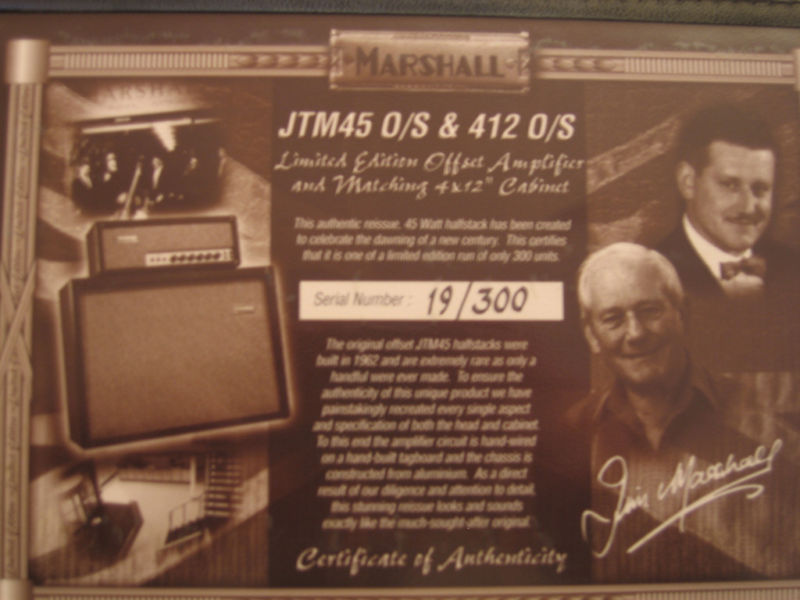 MARSHALL
JTM45 O/S & 412 O/S
Limited Edition Offset Amplifier
and Matching 4x12" Cabinet
This authentic reissue, 45 Watt halfstack has been created
to celebrate the dawning of a new century. This certifies
that it is one of a limited edition run of only 300 units.
Serial Number: 19/300
The original offset JTM45 halfstacks were
built in 1962 and are extremely rare as only a
handful were ever made. To ensure the
authenticity of this unique product we have
painstakingly recreated every single aspect
and specification of both the head and cabinet.
To this end the amplifier circuit is hand-wired
on a hand-built tagboard and the chassis is
constructed from aluminium. As a direct
result of our diligence and attention to detail,
this stunning reissue looks and sounds
exactly like the much-sought-after original.
Jim Marshall
Certificate of Authenticity